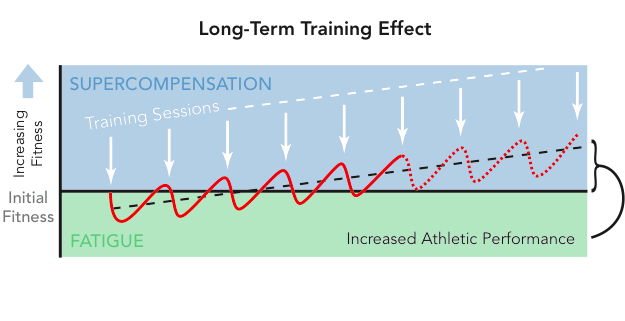 Long-Term Training Effect
SUPERCOMPENSATION
Training Sessions
Increasing
Fitness
Initial
Fitness
FATIGUE
Increased Athletic Performance